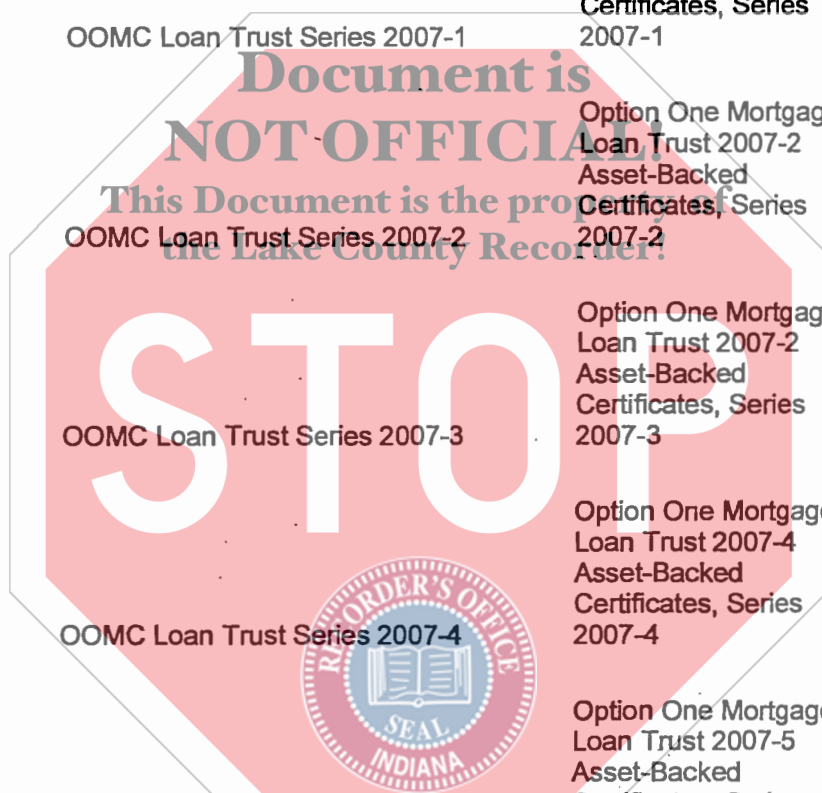 Certificates, Series
OOMC Loan Trust Series 2007-1
2007-1
Document is
NOT OFFICIAL!
This Document is the property of
the Lake County Recorder!
Option One Mortgag
Loan Trust 2007-2
Asset-Backed
Certificates, Series
OOMC Loan Trust Series 2007-2
2007-2
STOP
Option One Mortgag
Loan Trust 2007-2
Asset-Backed
Certificates, Series
OOMC Loan Trust Series 2007-3
2007-3
Option One Mortgage
Loan Trust 2007-4
Asset-Backed
Certificates, Series
OOMC Loan Trust Series 2007-4
2007-4
RECORDER'S OFFICE
SEAL
INDIANA
Option One Mortgage
Loan Trust 2007-5
Asset-Backed